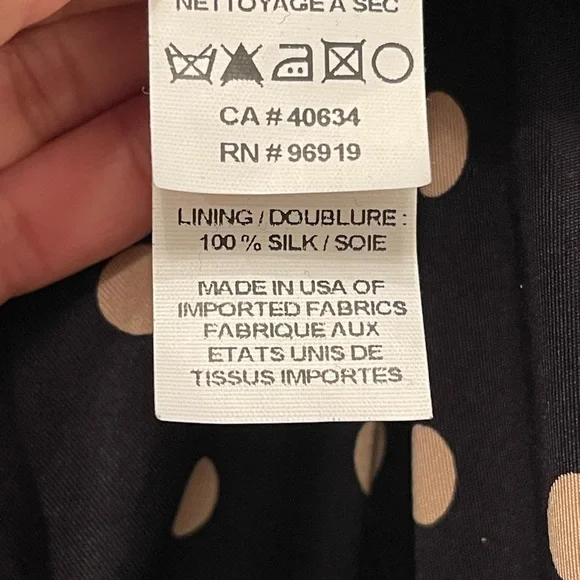 NETTOYAGE A SEC
CA # 40634
RN # 96919
LINING / DOUBLURE :
100 % SILK / SOIE
MADE IN USA OF
IMPORTED FABRICS
FABRIQUE AUX
ETATS UNIS DE
TISSUS IMPORTES